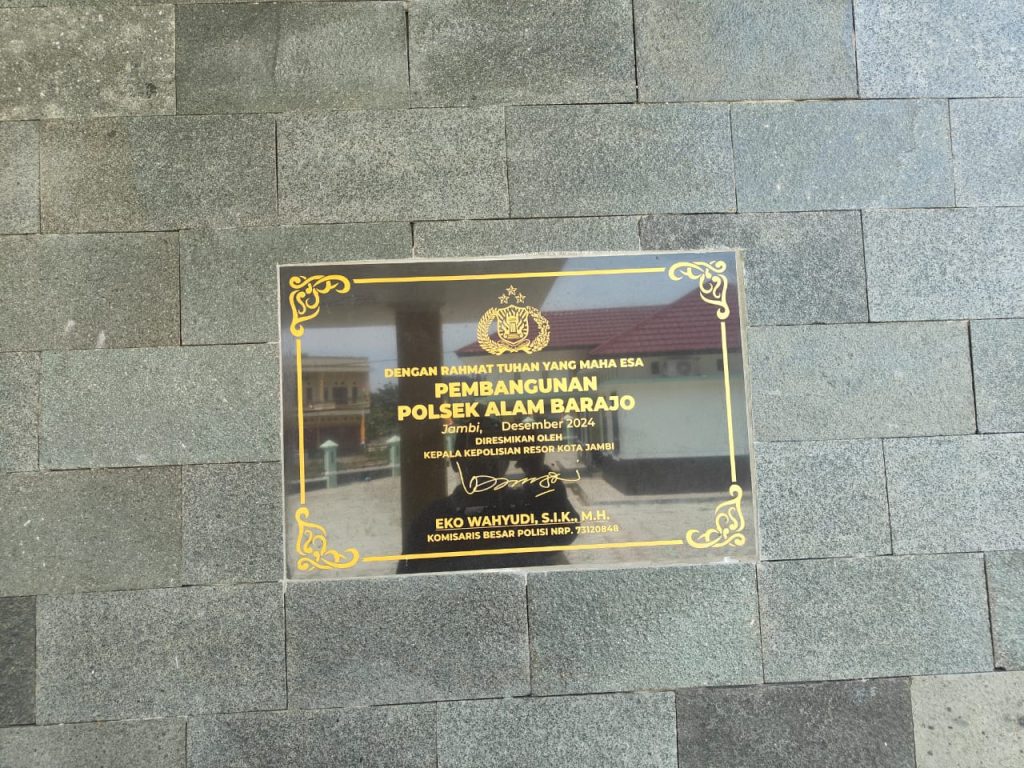 DENGAN RAHMAT TUHAN YANG MAHA ESA
PEMBANGUNAN
POLSEK ALAM BARAJO
Jambi, Desember 2024
DIRESMIKAN OLEH
KEPALA KEPOLISIAN RESOR KOTA JAMBI
EKO WAHYUDI, S.I.K., M.H.
KOMISARIS BESAR POLISI NRP. 73120848